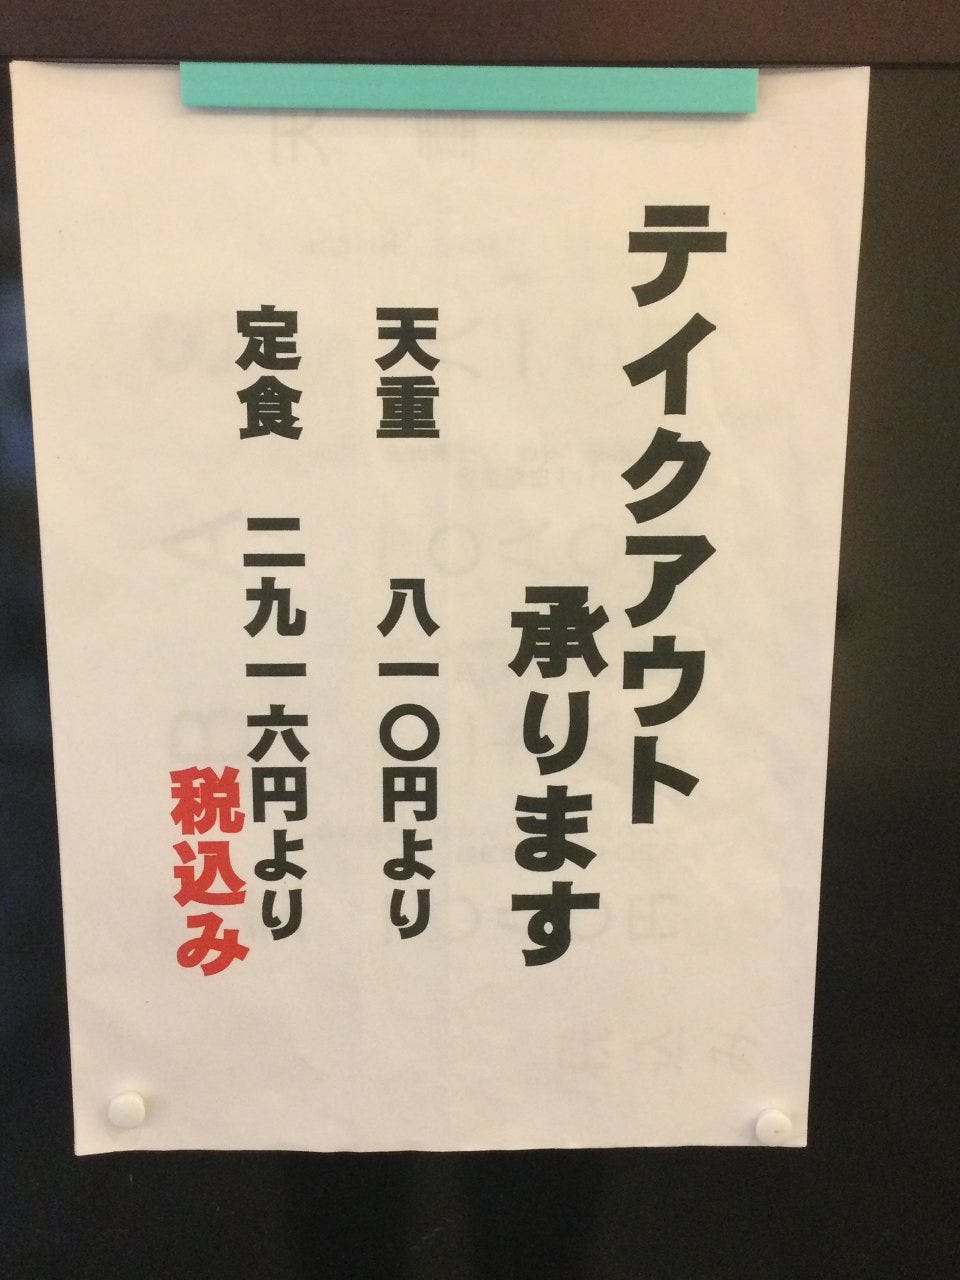 テイクアウト
承ります
天重　八一〇円より
定食　二九一六円より
税込み